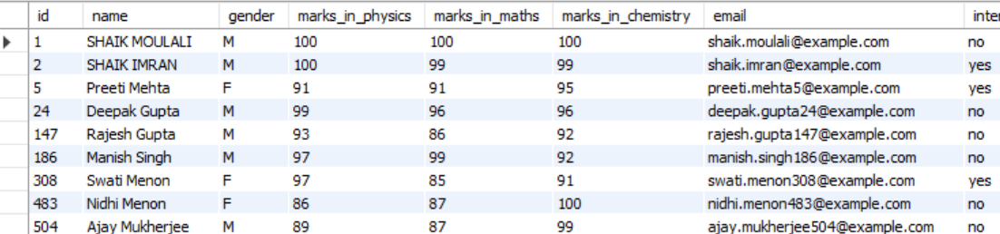 id name gender marks_in_physics marks_in_maths marks_in_chemistry email inter
1 SHAIK MOULALI M 100 100 100 shaik.moulali@example.com no
2 SHAIK IMRAN M 100 99 99 shaik.imran@example.com yes
5 Preeti Mehta F 91 91 95 preeti.mehta5@example.com yes
24 Deepak Gupta M 99 96 96 deepak.gupta24@example.com no
147 Rajesh Gupta M 93 86 92 rajesh.gupta147@example.com no
186 Manish Singh M 97 99 92 manish.singh186@example.com no
308 Swati Menon F 97 85 91 swati.menon308@example.com yes
483 Nidhi Menon F 86 87 100 nidhi.menon483@example.com no
504 Ajay Mukherjee M 89 87 99 ajay.mukherjee504@example.com no